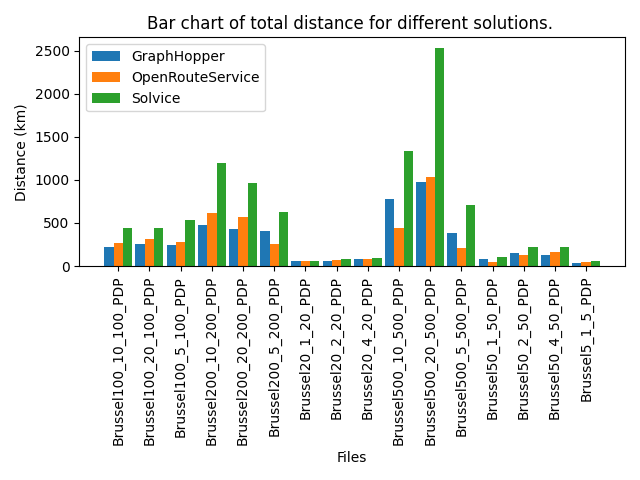 Bar chart of total distance for different solutions.
GraphHopper
OpenRouteService
Solvice
Distance (km)
2500
2000
1500
1000
500
0
Brussel100_10_100_PDP
Brussel100_20_100_PDP
Brussel100_5_100_PDP
Brussel200_10_200_PDP
Brussel200_20_200_PDP
Brussel200_5_200_PDP
Brussel20_1_20_PDP
Brussel20_2_20_PDP
Brussel20_4_20_PDP
Brussel500_10_500_PDP
Brussel500_20_500_PDP
Brussel500_5_500_PDP
Brussel50_1_50_PDP
Brussel50_2_50_PDP
Brussel50_4_50_PDP
Brussel5_1_5_PDP
Files